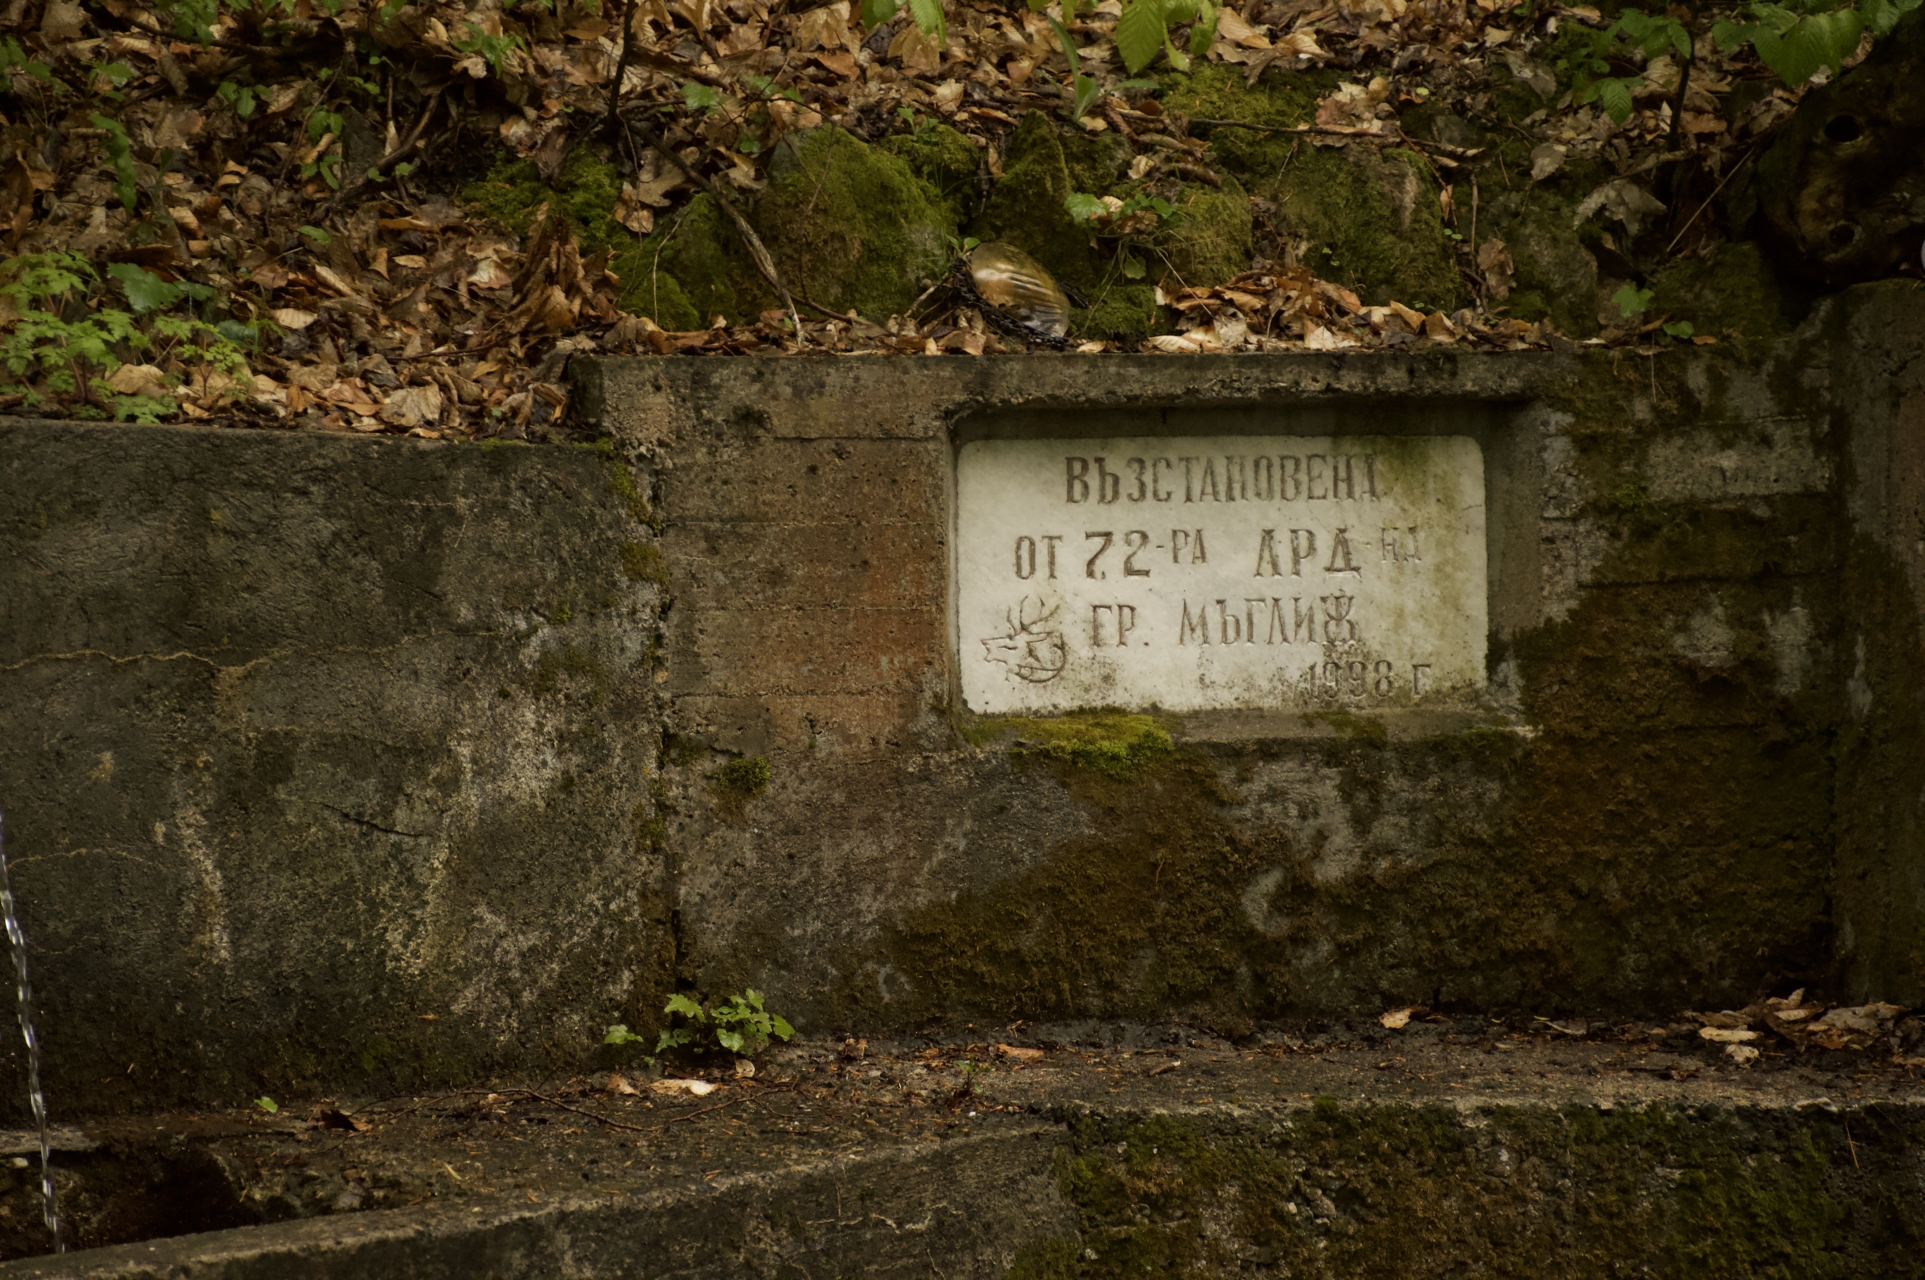 ВЪЗСТАНОВЕНА
ОТ 72-РА ЛРД-НА
ГР. МЪГЛИЖ
1998 Г.